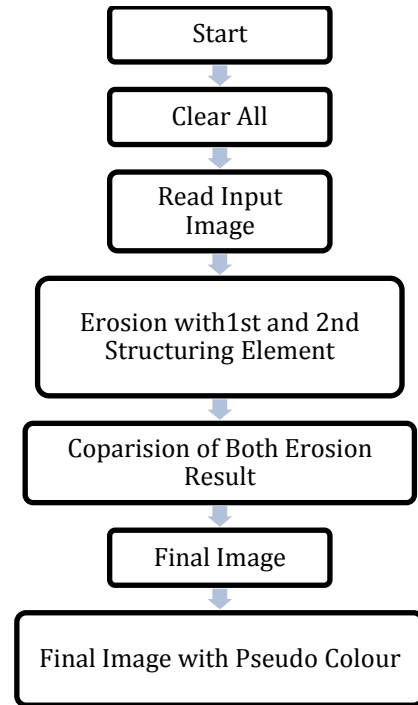 Start
Clear All
Read Input
Image
Erosion with1st and 2nd
Structuring Element
Coparision of Both Erosion
Result
Final Image
Final Image with Pseudo Colour